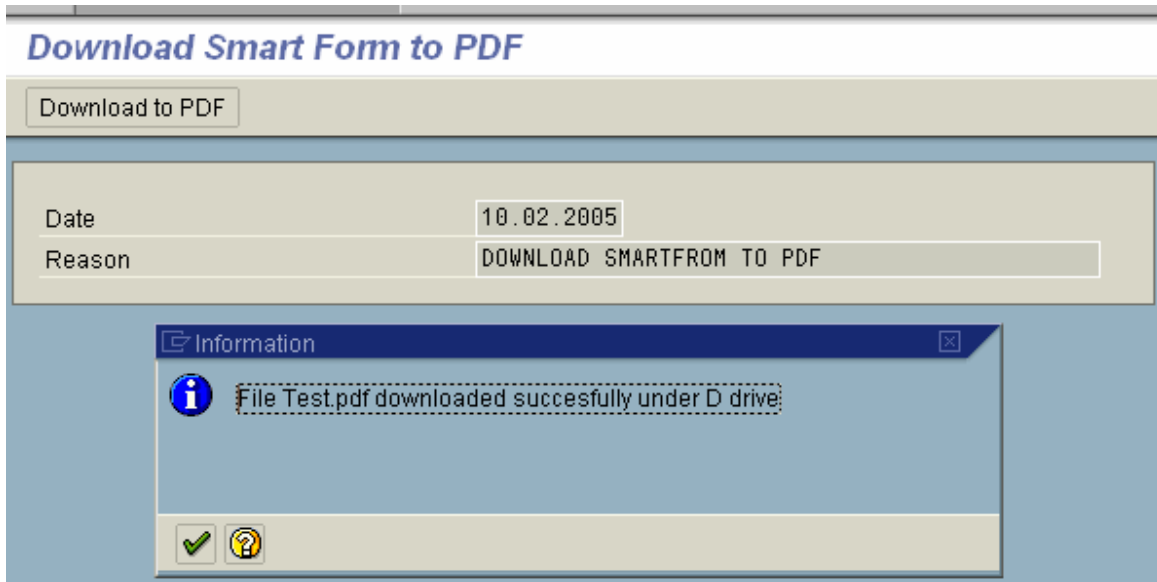 Download Smart Form to PDF
Download to PDF
Date 10.02.2005
Reason DOWNLOAD SMARTFROM TO PDF
Information
File Test.pdf downloaded succesfully under D drive